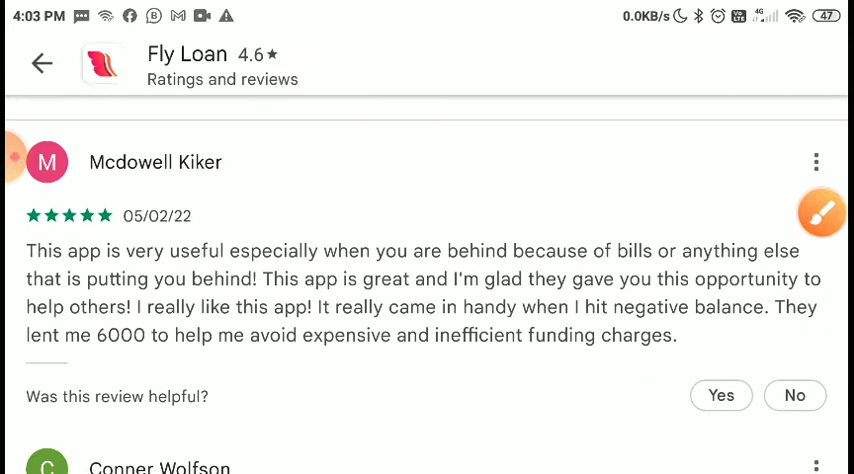 4:03 PM 0.0KB/s 4G 47
Fly Loan 4.6★
Ratings and reviews
M Mcdowell Kiker
05/02/22
This app is very useful especially when you are behind because of bills or anything else
that is putting you behind! This app is great and I'm glad they gave you this opportunity to
help others! I really like this app! It really came in handy when I hit negative balance. They
lent me 6000 to help me avoid expensive and inefficient funding charges.
Was this review helpful? Yes No
C Conner Wolfson